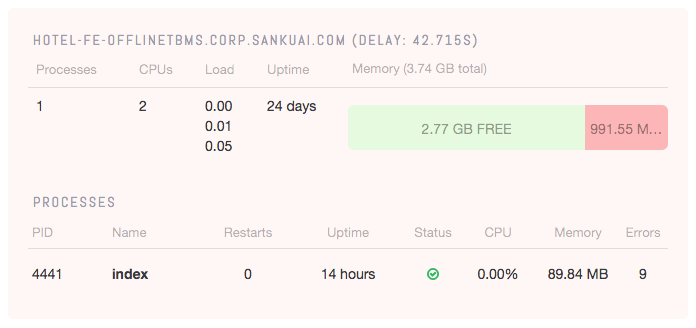 HOTEL-FE-OFFLINETBMS.CORP.SANKUAI.COM (DELAY: 42.715S)
Processes CPUs Load Uptime Memory (3.74 GB total)
1 2 0.00 24 days
0.01
0.05
2.77 GB FREE 991.55 M...
PROCESSES
PID Name Restarts Uptime Status CPU Memory Errors
4441 index 0 14 hours 0.00% 89.84 MB 9